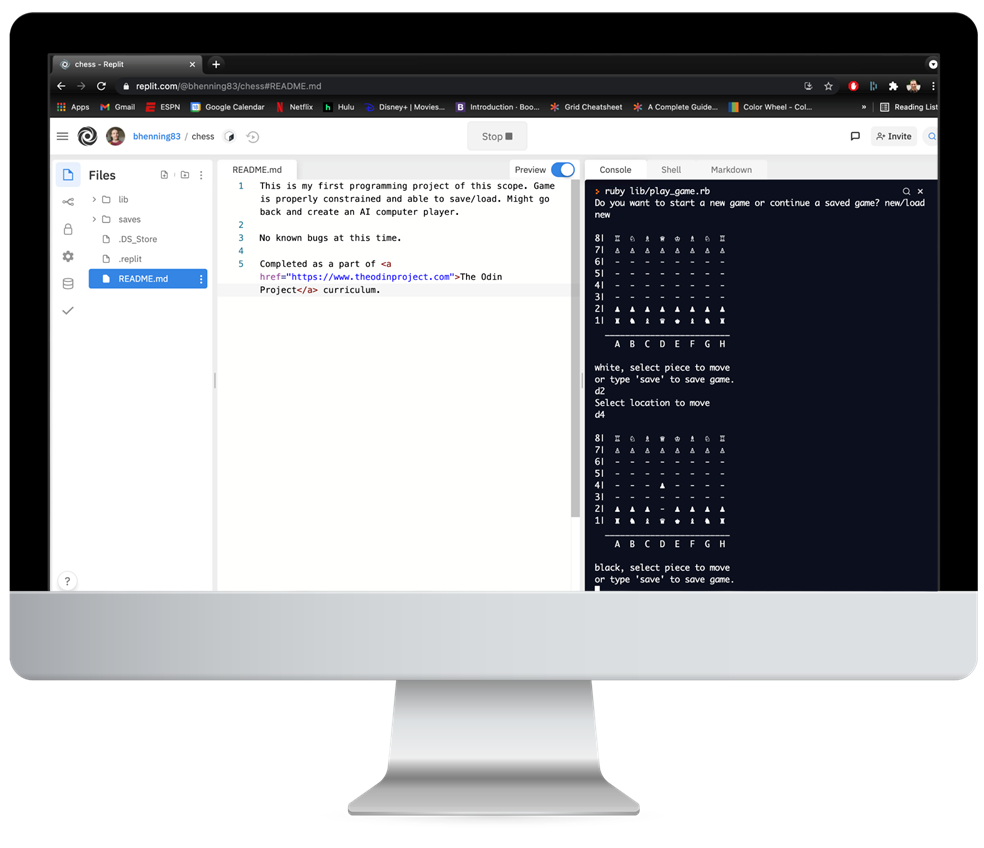 chess - Replit
replit.com/@bhenning83/chess#README.md
Apps Gmail ESPN Google Calendar Netflix Hulu Disney+ | Movies... Introduction · Boo... Grid Cheatsheet A Complete Guide... Color Wheel - Col... » Reading List
bhenning83 / chess Stop Invite
Files
lib
saves
.DS_Store
.replit
README.md
?
README.md Preview
1 This is my first programming project of this scope. Game
is properly constrained and able to save/load. Might go
back and create an AI computer player.
2
3 No known bugs at this time.
4
5 Completed as a part of <a
href="https://www.theodinproject.com">The Odin
Project</a> curriculum.
Console Shell Markdown
> ruby lib/play_game.rb
Do you want to start a new game or continue a saved game? new/load
new
8| ♖ ♘ ♗ ♛ ♔ ♗ ♘ ♖
7| ♙ ♙ ♙ ♙ ♙ ♙ ♙ ♙
6| - - - - - - - -
5| - - - - - - - -
4| - - - - - - - -
3| - - - - - - - -
2| ♟ ♟ ♟ ♟ ♟ ♟ ♟ ♟
1| ♜ ♞ ♝ ♛ ♚ ♝ ♞ ♜
A B C D E F G H
white, select piece to move
or type 'save' to save game.
d2
Select location to move
d4
8| ♖ ♘ ♗ ♛ ♔ ♗ ♘ ♖
7| ♙ ♙ ♙ ♙ ♙ ♙ ♙ ♙
6| - - - - - - - -
5| - - - - - - - -
4| - - - ♟ - - - -
3| - - - - - - - -
2| ♟ ♟ ♟ - ♟ ♟ ♟ ♟
1| ♜ ♞ ♝ ♛ ♚ ♝ ♞ ♜
A B C D E F G H
black, select piece to move
or type 'save' to save game.